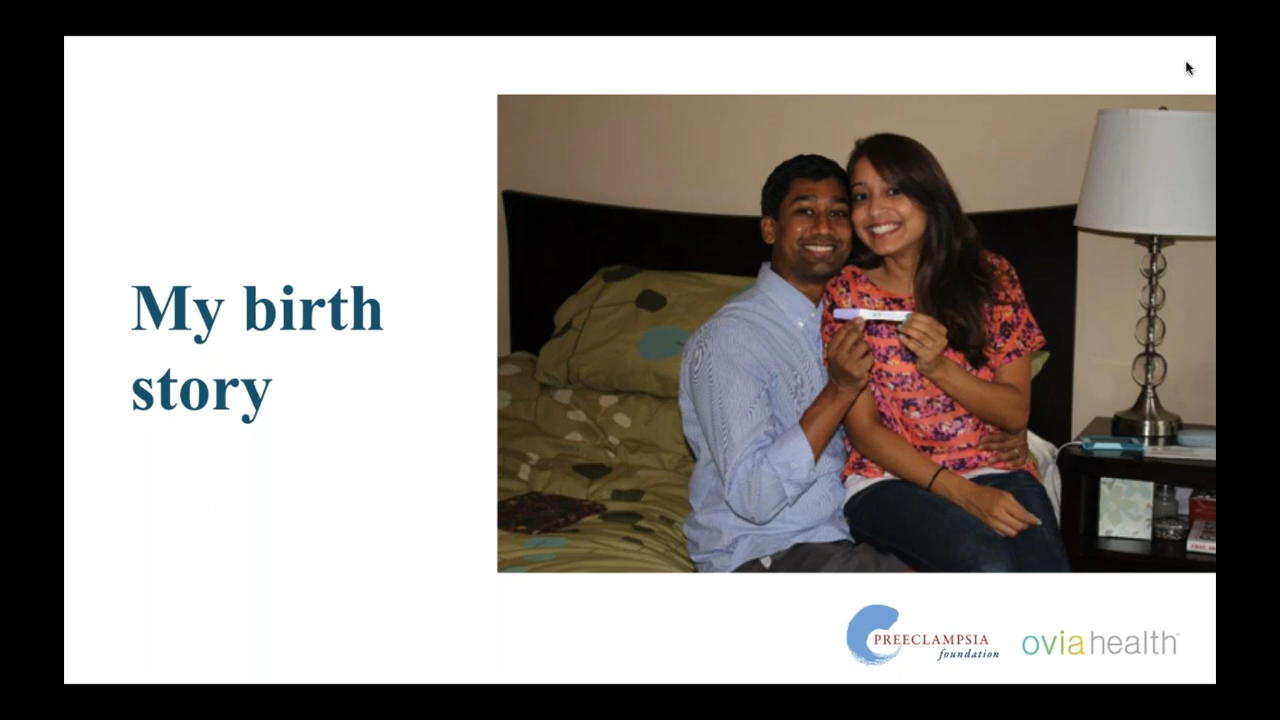 My birth
story
PREECLAMPSIA
foundation
oviahealth